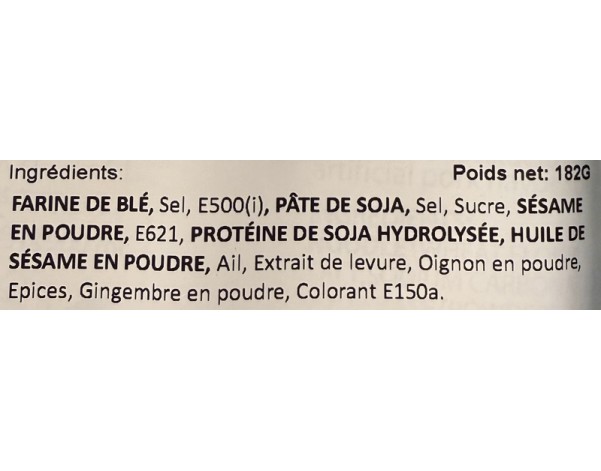 Ingrédients: Poids net: 182G
FARINE DE BLÉ, Sel, E500(i), PÂTE DE SOJA, Sel, Sucre, SÉSAME
EN POUDRE, E621, PROTÉINE DE SOJA HYDROLYSÉE, HUILE DE
SÉSAME EN POUDRE, Ail, Extrait de levure, Oignon en poudre,
Epices, Gingembre en poudre, Colorant E150a.